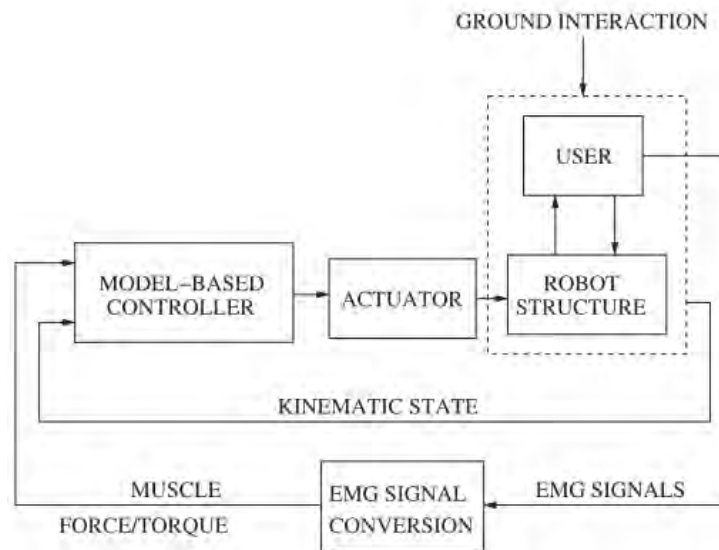 GROUND INTERACTION
USER
MODEL–BASED
CONTROLLER
ACTUATOR
ROBOT
STRUCTURE
KINEMATIC STATE
MUSCLE
FORCE/TORQUE
EMG SIGNAL
CONVERSION
EMG SIGNALS